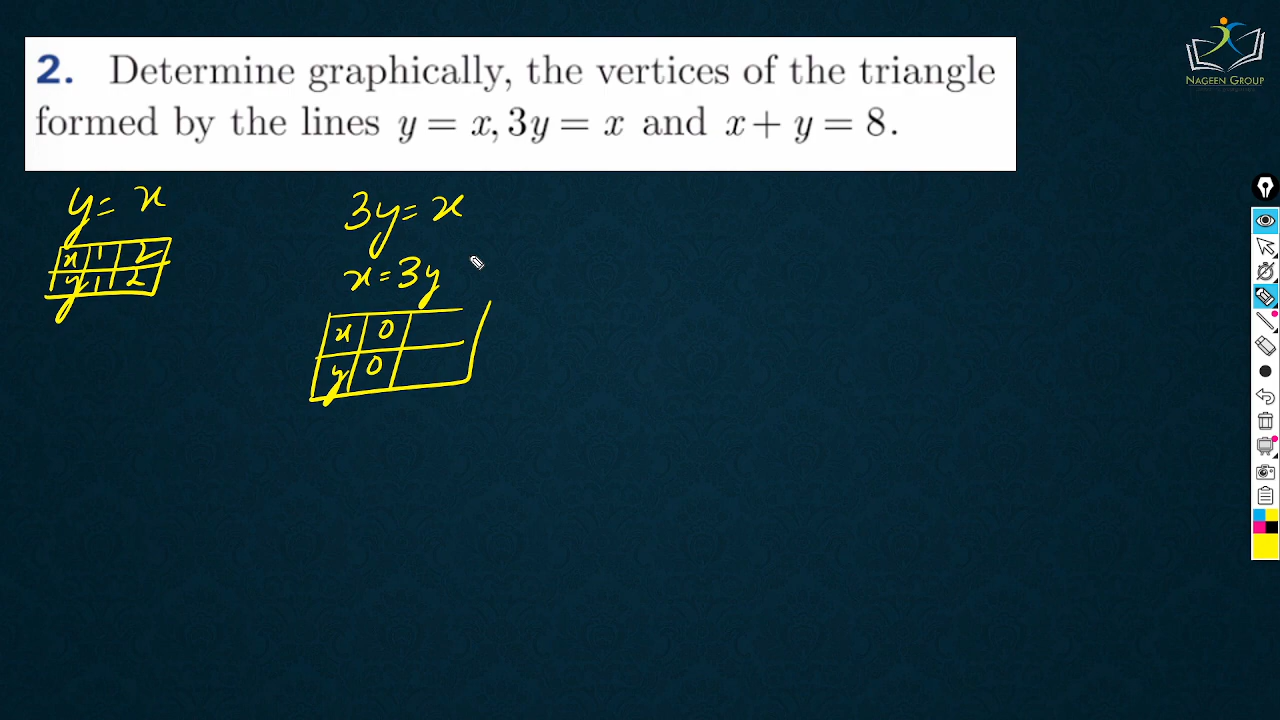 2. Determine graphically, the vertices of the triangle
formed by the lines y = x, 3y = x and x + y = 8.
NAGEEN GROUP
y = x
x 1 2
y 1 2
3y = x
x = 3y
x 0
y 0